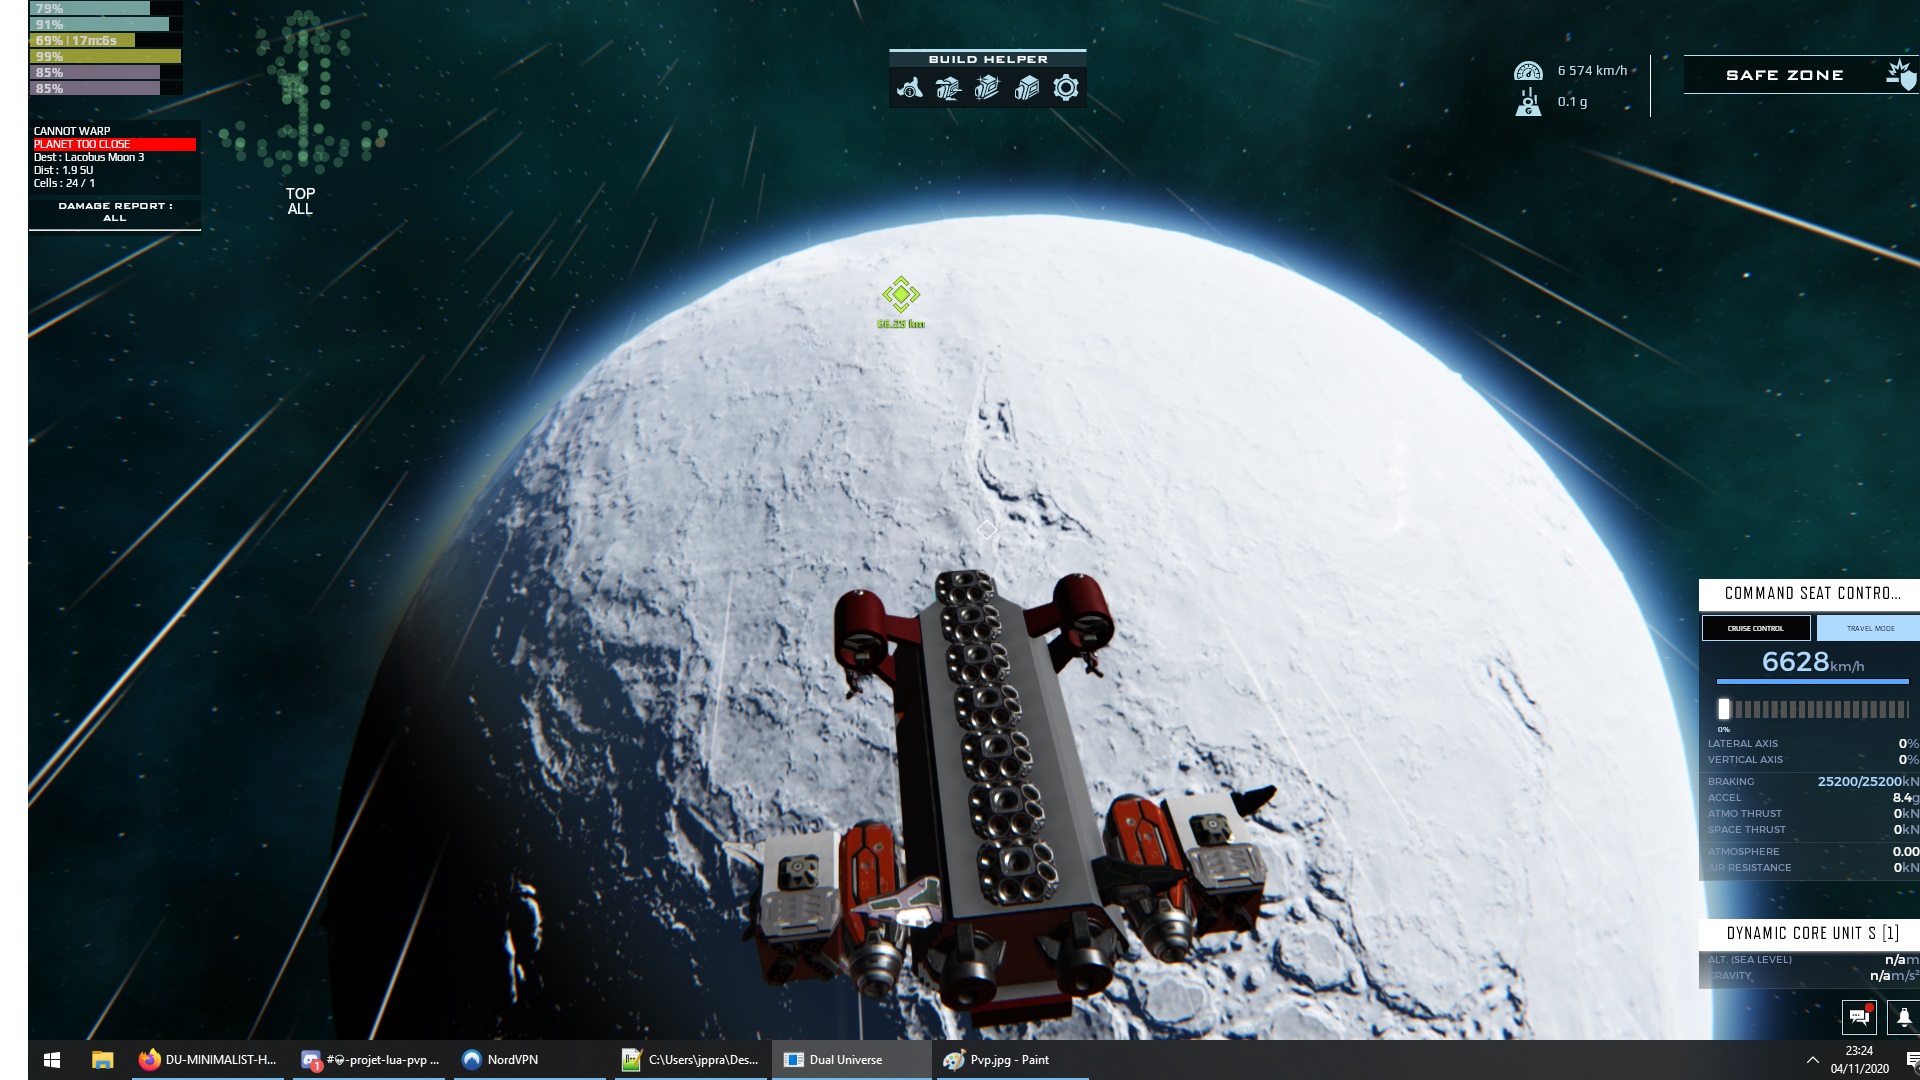 79%
91%
69% | 17m:6s
99%
85%
85%
CANNOT WARP
PLANET TOO CLOSE
Dest : Lacobus Moon 3
Dist : 1.9 SU
Cells : 24 / 1
DAMAGE REPORT :
ALL
TOP
ALL
BUILD HELPER
6 574 km/h
0.1 g
SAFE ZONE
66.25 km
COMMAND SEAT CONTRO...
CRUISE CONTROL
TRAVEL MODE
6628km/h
0%
LATERAL AXIS 0%
VERTICAL AXIS 0%
BRAKING 25200/25200kN
ACCEL 8.4g
ATMO THRUST 0kN
SPACE THRUST 0kN
ATMOSPHERE 0.00
AIR RESISTANCE 0kN
DYNAMIC CORE UNIT S [1]
ALT. (SEA LEVEL) n/am
GRAVITY n/am/s²
DU-MINIMALIST-H...
1
#💀-projet-lua-pvp ...
NordVPN
C:\Users\jppra\Des...
Dual Universe
Pvp.jpg - Paint
23:24
04/11/2020